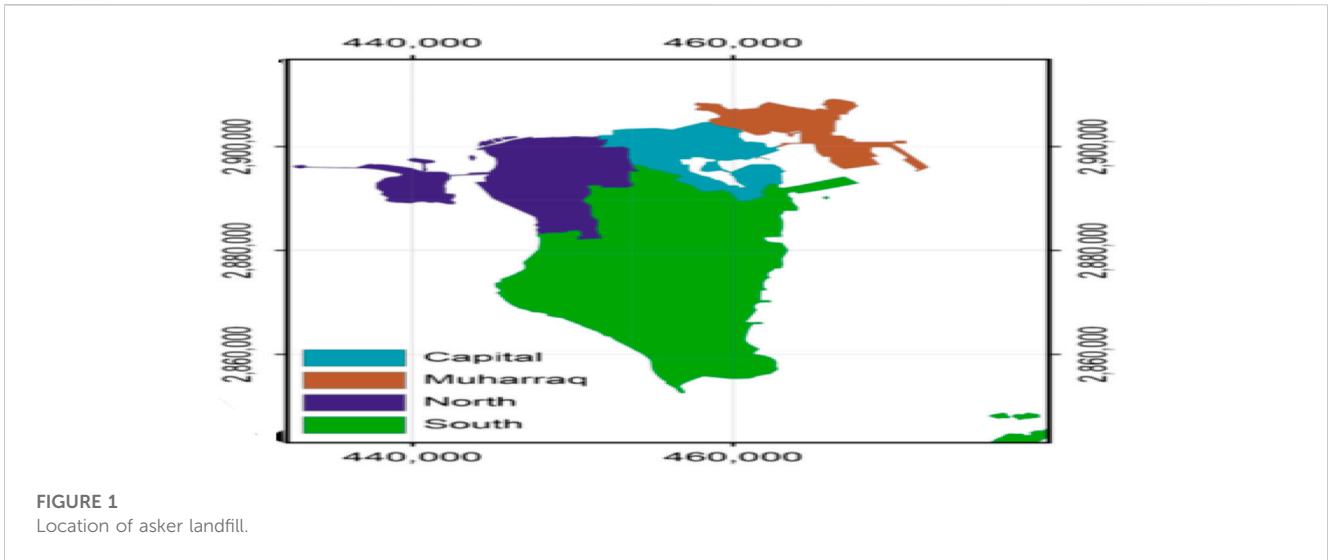 440,000 460,000
2,900,000 2,900,000
2,880,000 2,880,000
2,860,000 2,860,000
Capital
Muharraq
North
South
440,000 460,000
FIGURE 1
Location of asker landfill.